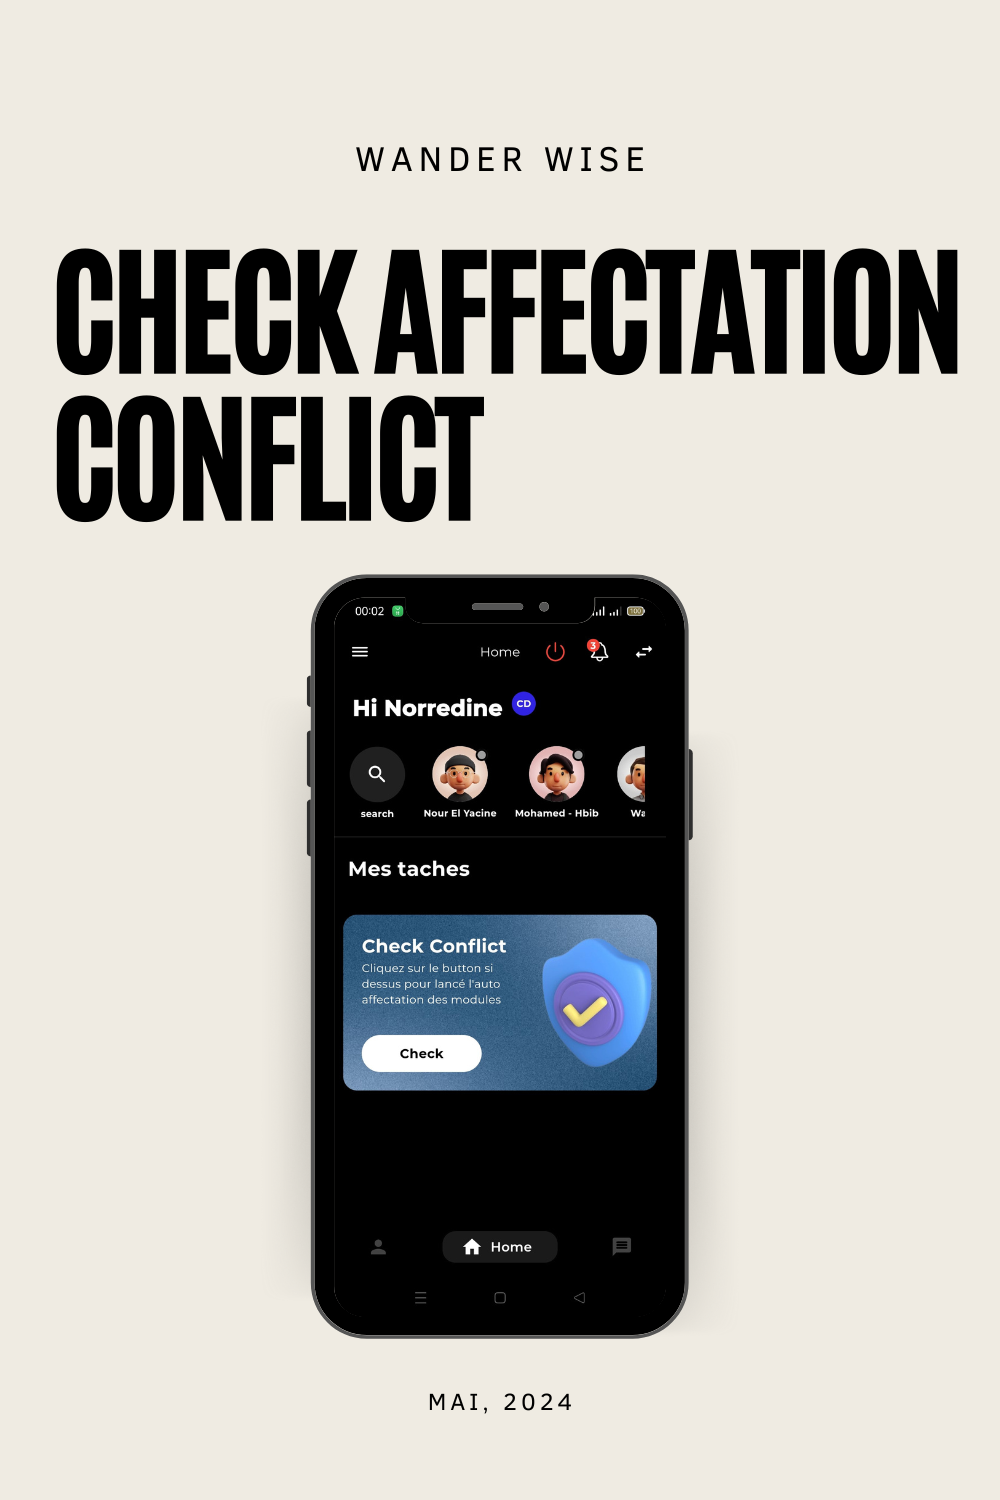 WANDER WISE
CHECK AFFECTATION
CONFLICT
00:02
100
Home
3
Hi Norredine
CD
search
Nour El Yacine
Mohamed - Hbib
Wa
Mes taches
Check Conflict
Cliquez sur le button si
dessus pour lancé l'auto
affectation des modules
Check
Home
MAI, 2024